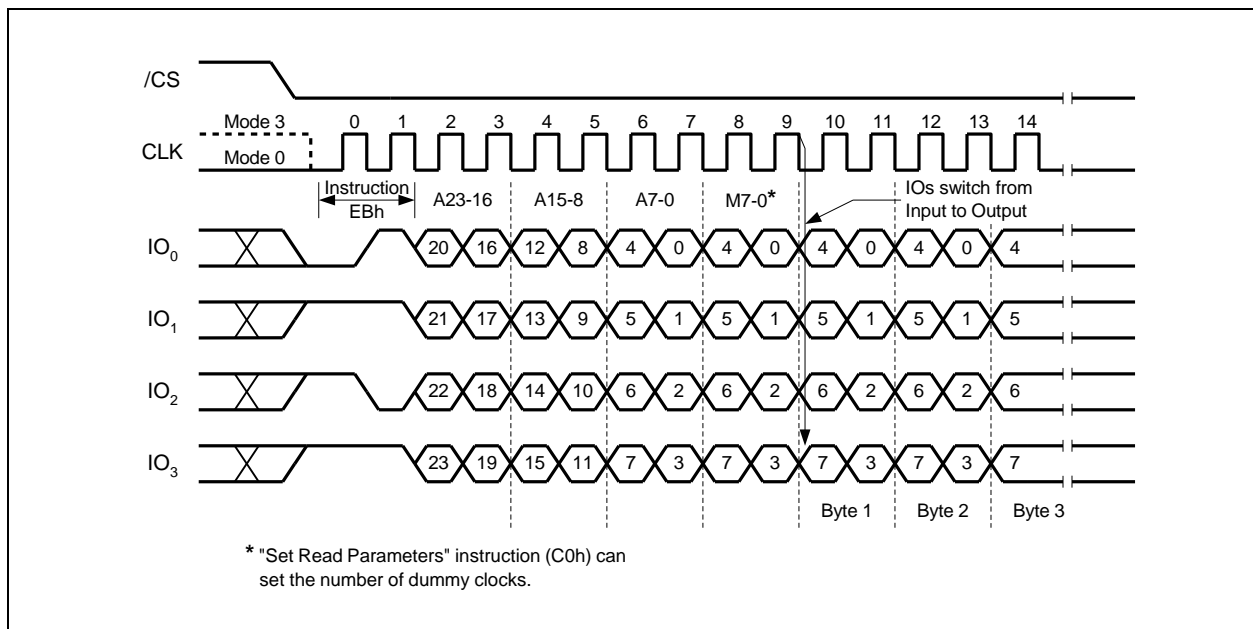 /CS
Mode 3 0 1 2 3 4 5 6 7 8 9 10 11 12 13 14
CLK
Mode 0
Instruction A23-16 A15-8 A7-0 M7-0* IOs switch from
EBh Input to Output
IO0 20 16 12 8 4 0 4 0 4 0 4 0 4
IO1 21 17 13 9 5 1 5 1 5 1 5 1 5
IO2 22 18 14 10 6 2 6 2 6 2 6 2 6
IO3 23 19 15 11 7 3 7 3 7 3 7 3 7
Byte 1 Byte 2 Byte 3
* "Set Read Parameters" instruction (C0h) can
set the number of dummy clocks.